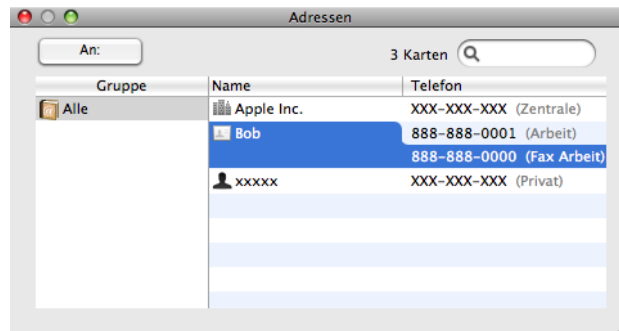 Adressen
An:
3 Karten
Gruppe Name Telefon
Alle Apple Inc. XXX-XXX-XXX (Zentrale)
Bob 888-888-0001 (Arbeit)
888-888-0000 (Fax Arbeit)
xxxxx XXX-XXX-XXX (Privat)